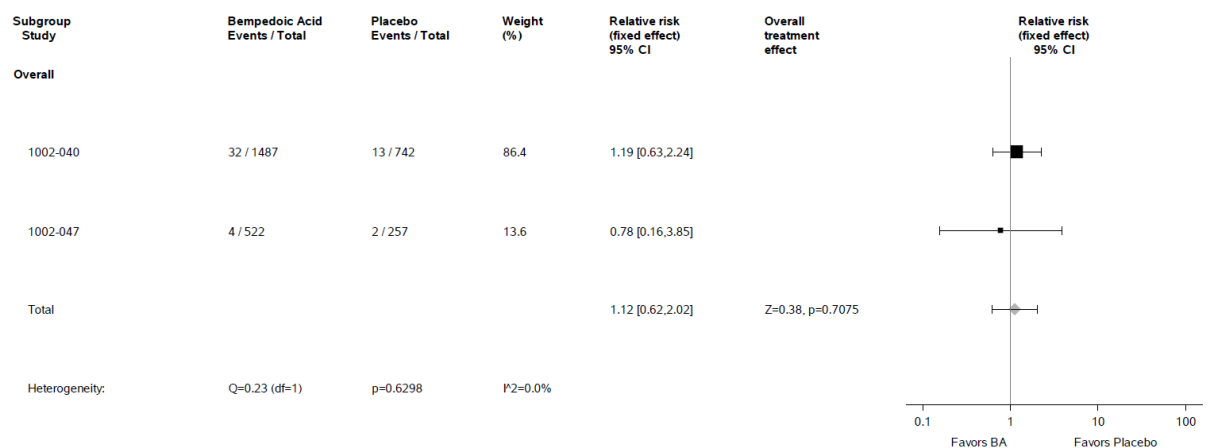 Subgroup Bempedoic Acid Placebo Weight Relative risk Overall Relative risk
Study Events / Total Events / Total (%) (fixed effect) treatment (fixed effect)
95% CI effect 95% CI
Overall
1002-040 32 / 1487 13 / 742 86.4 1.19 [0.63,2.24]
1002-047 4 / 522 2 / 257 13.6 0.78 [0.16,3.85]
Total 1.12 [0.62,2.02] Z=0.38, p=0.7075
Heterogeneity: Q=0.23 (df=1) p=0.6298 I^2=0.0%
0.1 1 10 100
Favors BA Favors Placebo